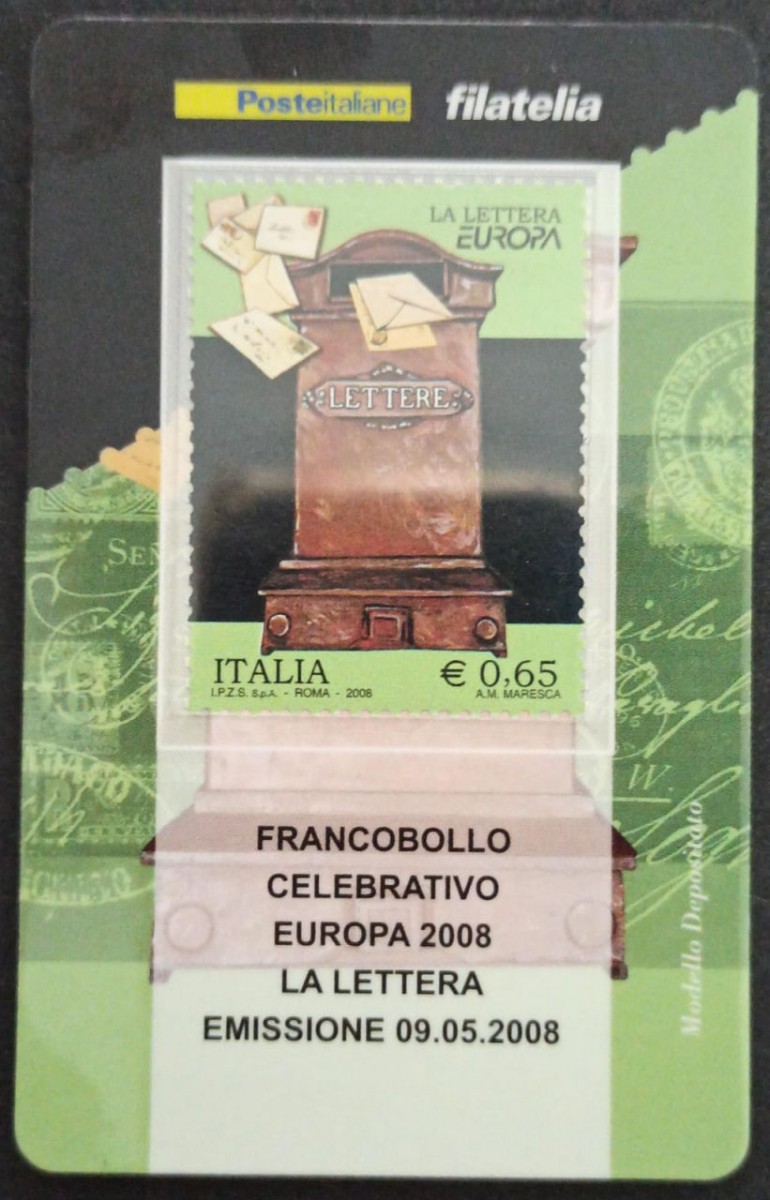 Posteitaliane filatelia
LA LETTERA
EUROPA
LETTERE
ITALIA € 0,65
I.P.Z.S. S.p.A. - ROMA - 2008 A.M. MARESCA
SEN
W.
FRANCOBOLLO
CELEBRATIVO
EUROPA 2008
LA LETTERA
EMISSIONE 09.05.2008
Modello Depositato